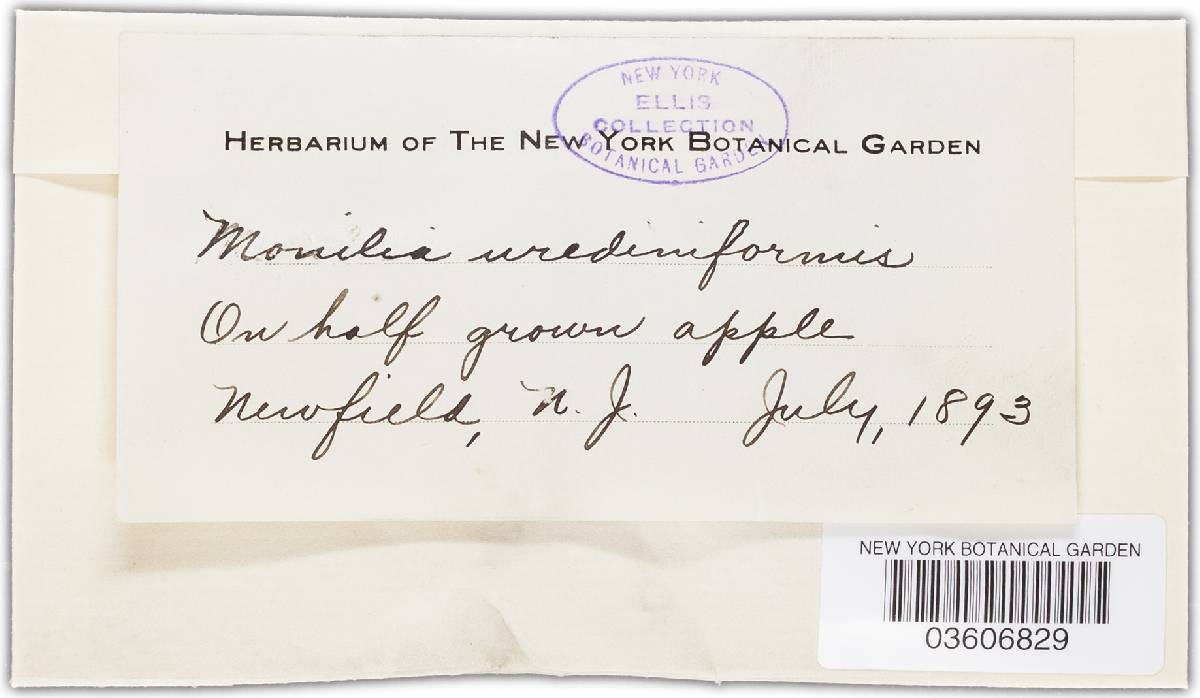 NEW YORK
ELLIS
COLLECTION
BOTANICAL GARDEN
HERBARIUM OF THE NEW YORK BOTANICAL GARDEN
Monilia urediniformis
On half grown apple
Newfield, N. J. July, 1893
NEW YORK BOTANICAL GARDEN
03606829